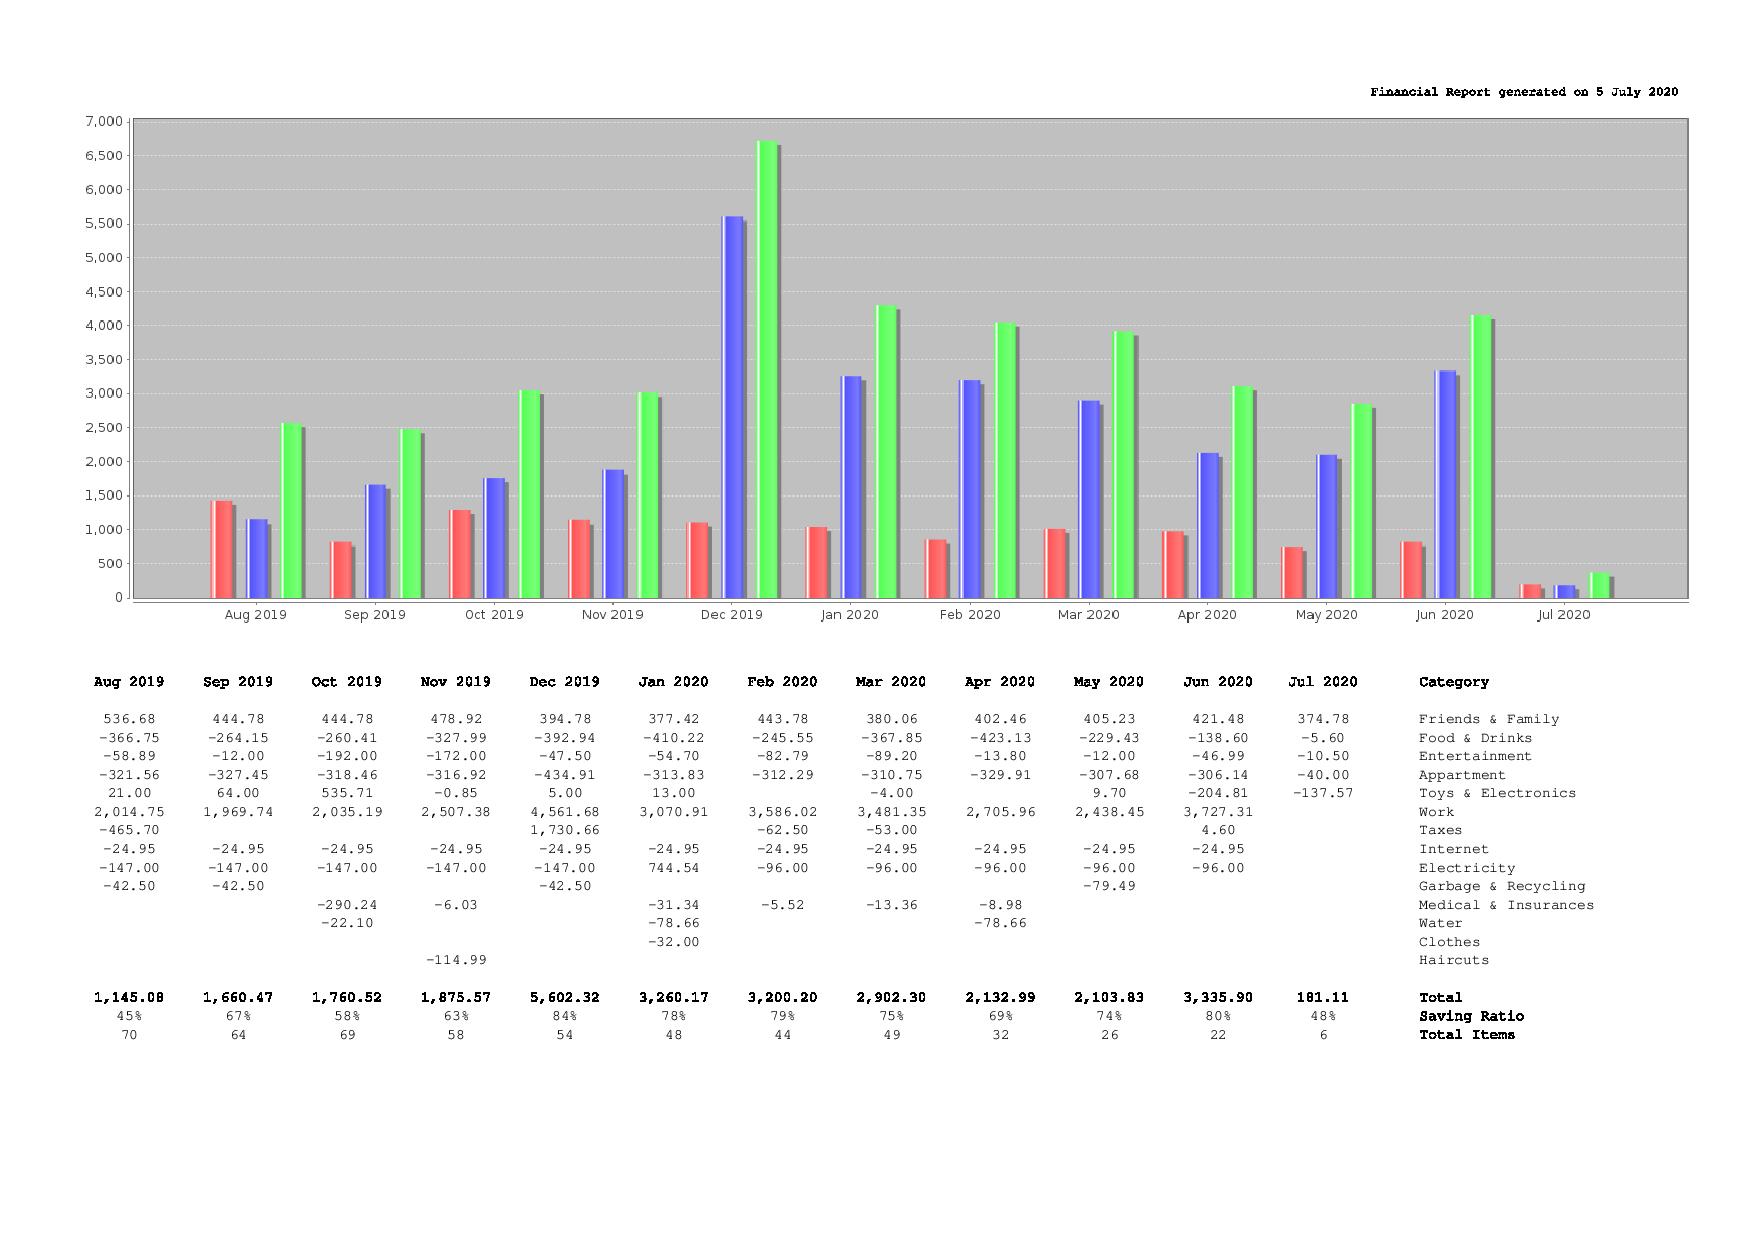 Financial Report generated on 5 July 2020
7,000
6,500
6,000
5,500
5,000
4,500
4,000
3,500
3,000
2,500
2,000
1,500
1,000
500
0
Aug 2019 Sep 2019 Oct 2019 Nov 2019 Dec 2019 Jan 2020 Feb 2020 Mar 2020 Apr 2020 May 2020 Jun 2020 Jul 2020
Aug 2019 Sep 2019 Oct 2019 Nov 2019 Dec 2019 Jan 2020 Feb 2020 Mar 2020 Apr 2020 May 2020 Jun 2020 Jul 2020 Category
536.68 444.78 444.78 478.92 394.78 377.42 443.78 380.06 402.46 405.23 421.48 374.78 Friends & Family
-366.75 -264.15 -260.41 -327.99 -392.94 -410.22 -245.55 -367.85 -423.13 -229.43 -138.60 -5.60 Food & Drinks
-58.89 -12.00 -192.00 -172.00 -47.50 -54.70 -82.79 -89.20 -13.80 -12.00 -46.99 -10.50 Entertainment
-321.56 -327.45 -318.46 -316.92 -434.91 -313.83 -312.29 -310.75 -329.91 -307.68 -306.14 -40.00 Appartment
21.00 64.00 535.71 -0.85 5.00 13.00 -4.00 9.70 -204.81 -137.57 Toys & Electronics
2,014.75 1,969.74 2,035.19 2,507.38 4,561.68 3,070.91 3,586.02 3,481.35 2,705.96 2,438.45 3,727.31 Work
-465.70 1,730.66 -62.50 -53.00 4.60 Taxes
-24.95 -24.95 -24.95 -24.95 -24.95 -24.95 -24.95 -24.95 -24.95 -24.95 -24.95 Internet
-147.00 -147.00 -147.00 -147.00 -147.00 744.54 -96.00 -96.00 -96.00 -96.00 -96.00 Electricity
-42.50 -42.50 -42.50 -79.49 Garbage & Recycling
-290.24 -6.03 -31.34 -5.52 -13.36 -8.98 Medical & Insurances
-22.10 -78.66 -78.66 Water
-32.00 Clothes
-114.99 Haircuts
1,145.08 1,660.47 1,760.52 1,875.57 5,602.32 3,260.17 3,200.20 2,902.30 2,132.99 2,103.83 3,335.90 181.11 Total
45% 67% 58% 63% 84% 78% 79% 75% 69% 74% 80% 48% Saving Ratio
70 64 69 58 54 48 44 49 32 26 22 6 Total Items